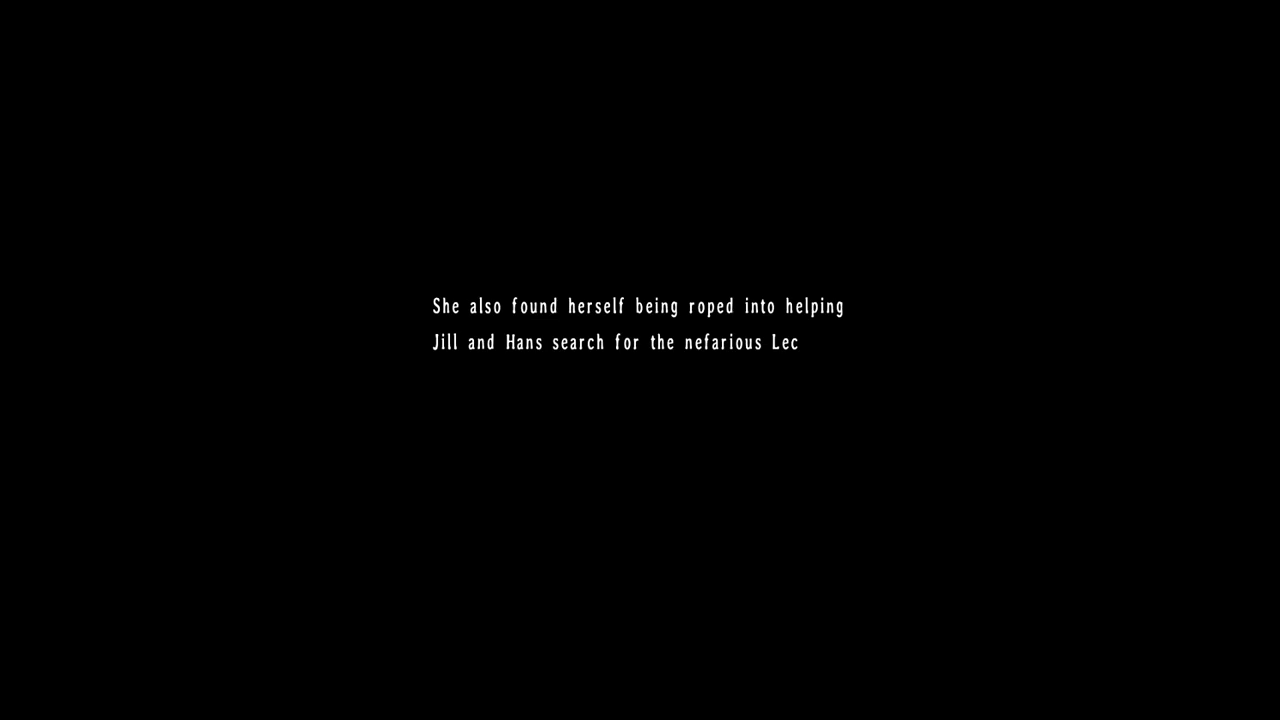 She also found herself being roped into helping
Jill and Hans search for the nefarious Lec